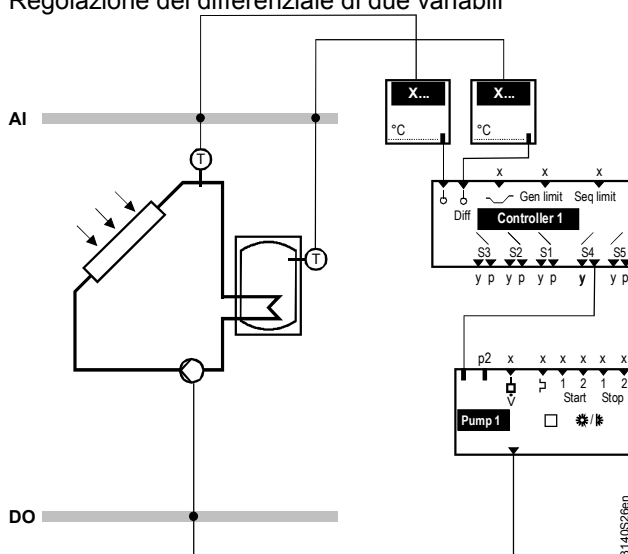 Regolazione del differenziale di due variabili
X... X...
AI
°C °C
T
x x x
Gen limit Seq limit
Diff Controller 1
T
S3 S2 S1 S4 S5
y p y p y p y y p
p2 x x x x x x
1 2 1 2
Start Stop
V
Pump 1
DO
3140S26en